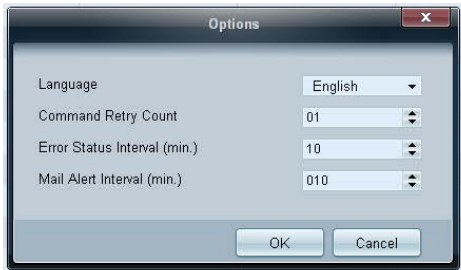 Options
Language English
Command Retry Count 01
Error Status Interval (min.) 10
Mail Alert Interval (min.) 010
OK Cancel